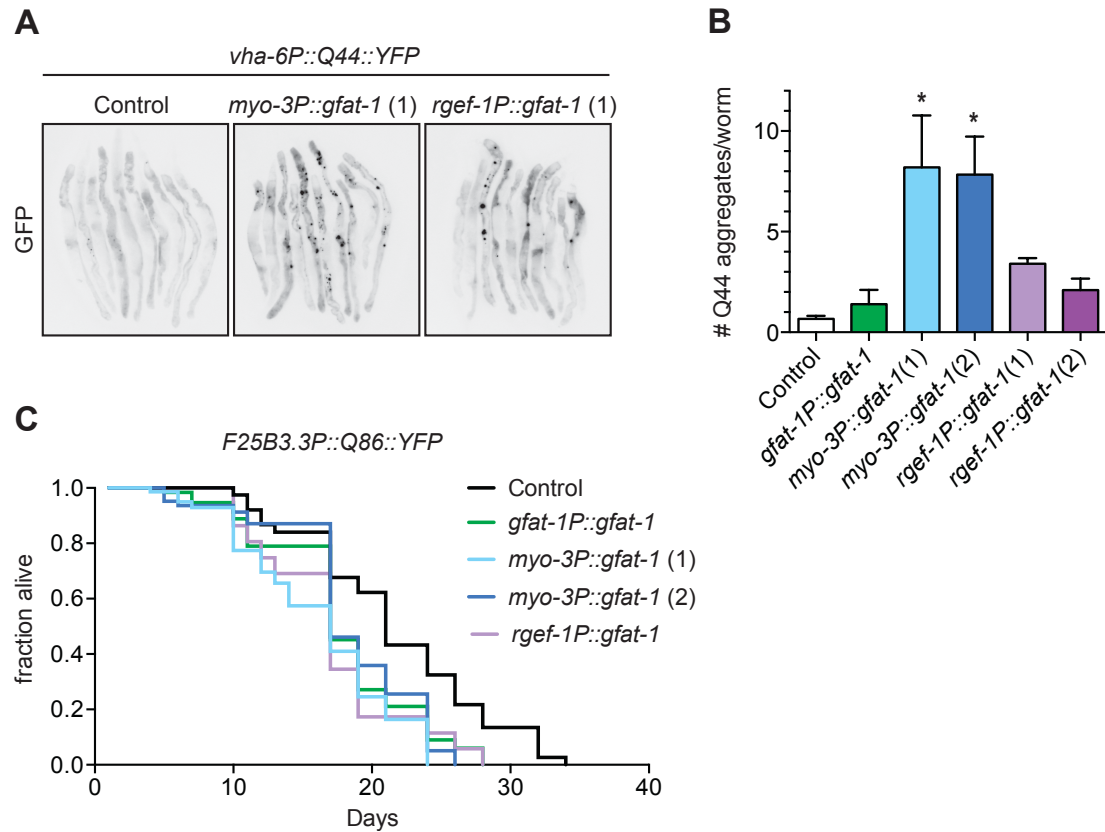 A
vha-6P::Q44::YFP
Control
myo-3P::gfat-1 (1)
rgef-1P::gfat-1 (1)
GFP
B
# Q44 aggregates/worm
10
5
0
*
*
Control
gfat-1P::gfat-1
myo-3P::gfat-1(1)
myo-3P::gfat-1(2)
rgef-1P::gfat-1(1)
rgef-1P::gfat-1(2)
C
F25B3.3P::Q86::YFP
fraction alive
1.0
0.8
0.6
0.4
0.2
0.0
0
10
20
30
40
Days
Control
gfat-1P::gfat-1
myo-3P::gfat-1 (1)
myo-3P::gfat-1 (2)
rgef-1P::gfat-1